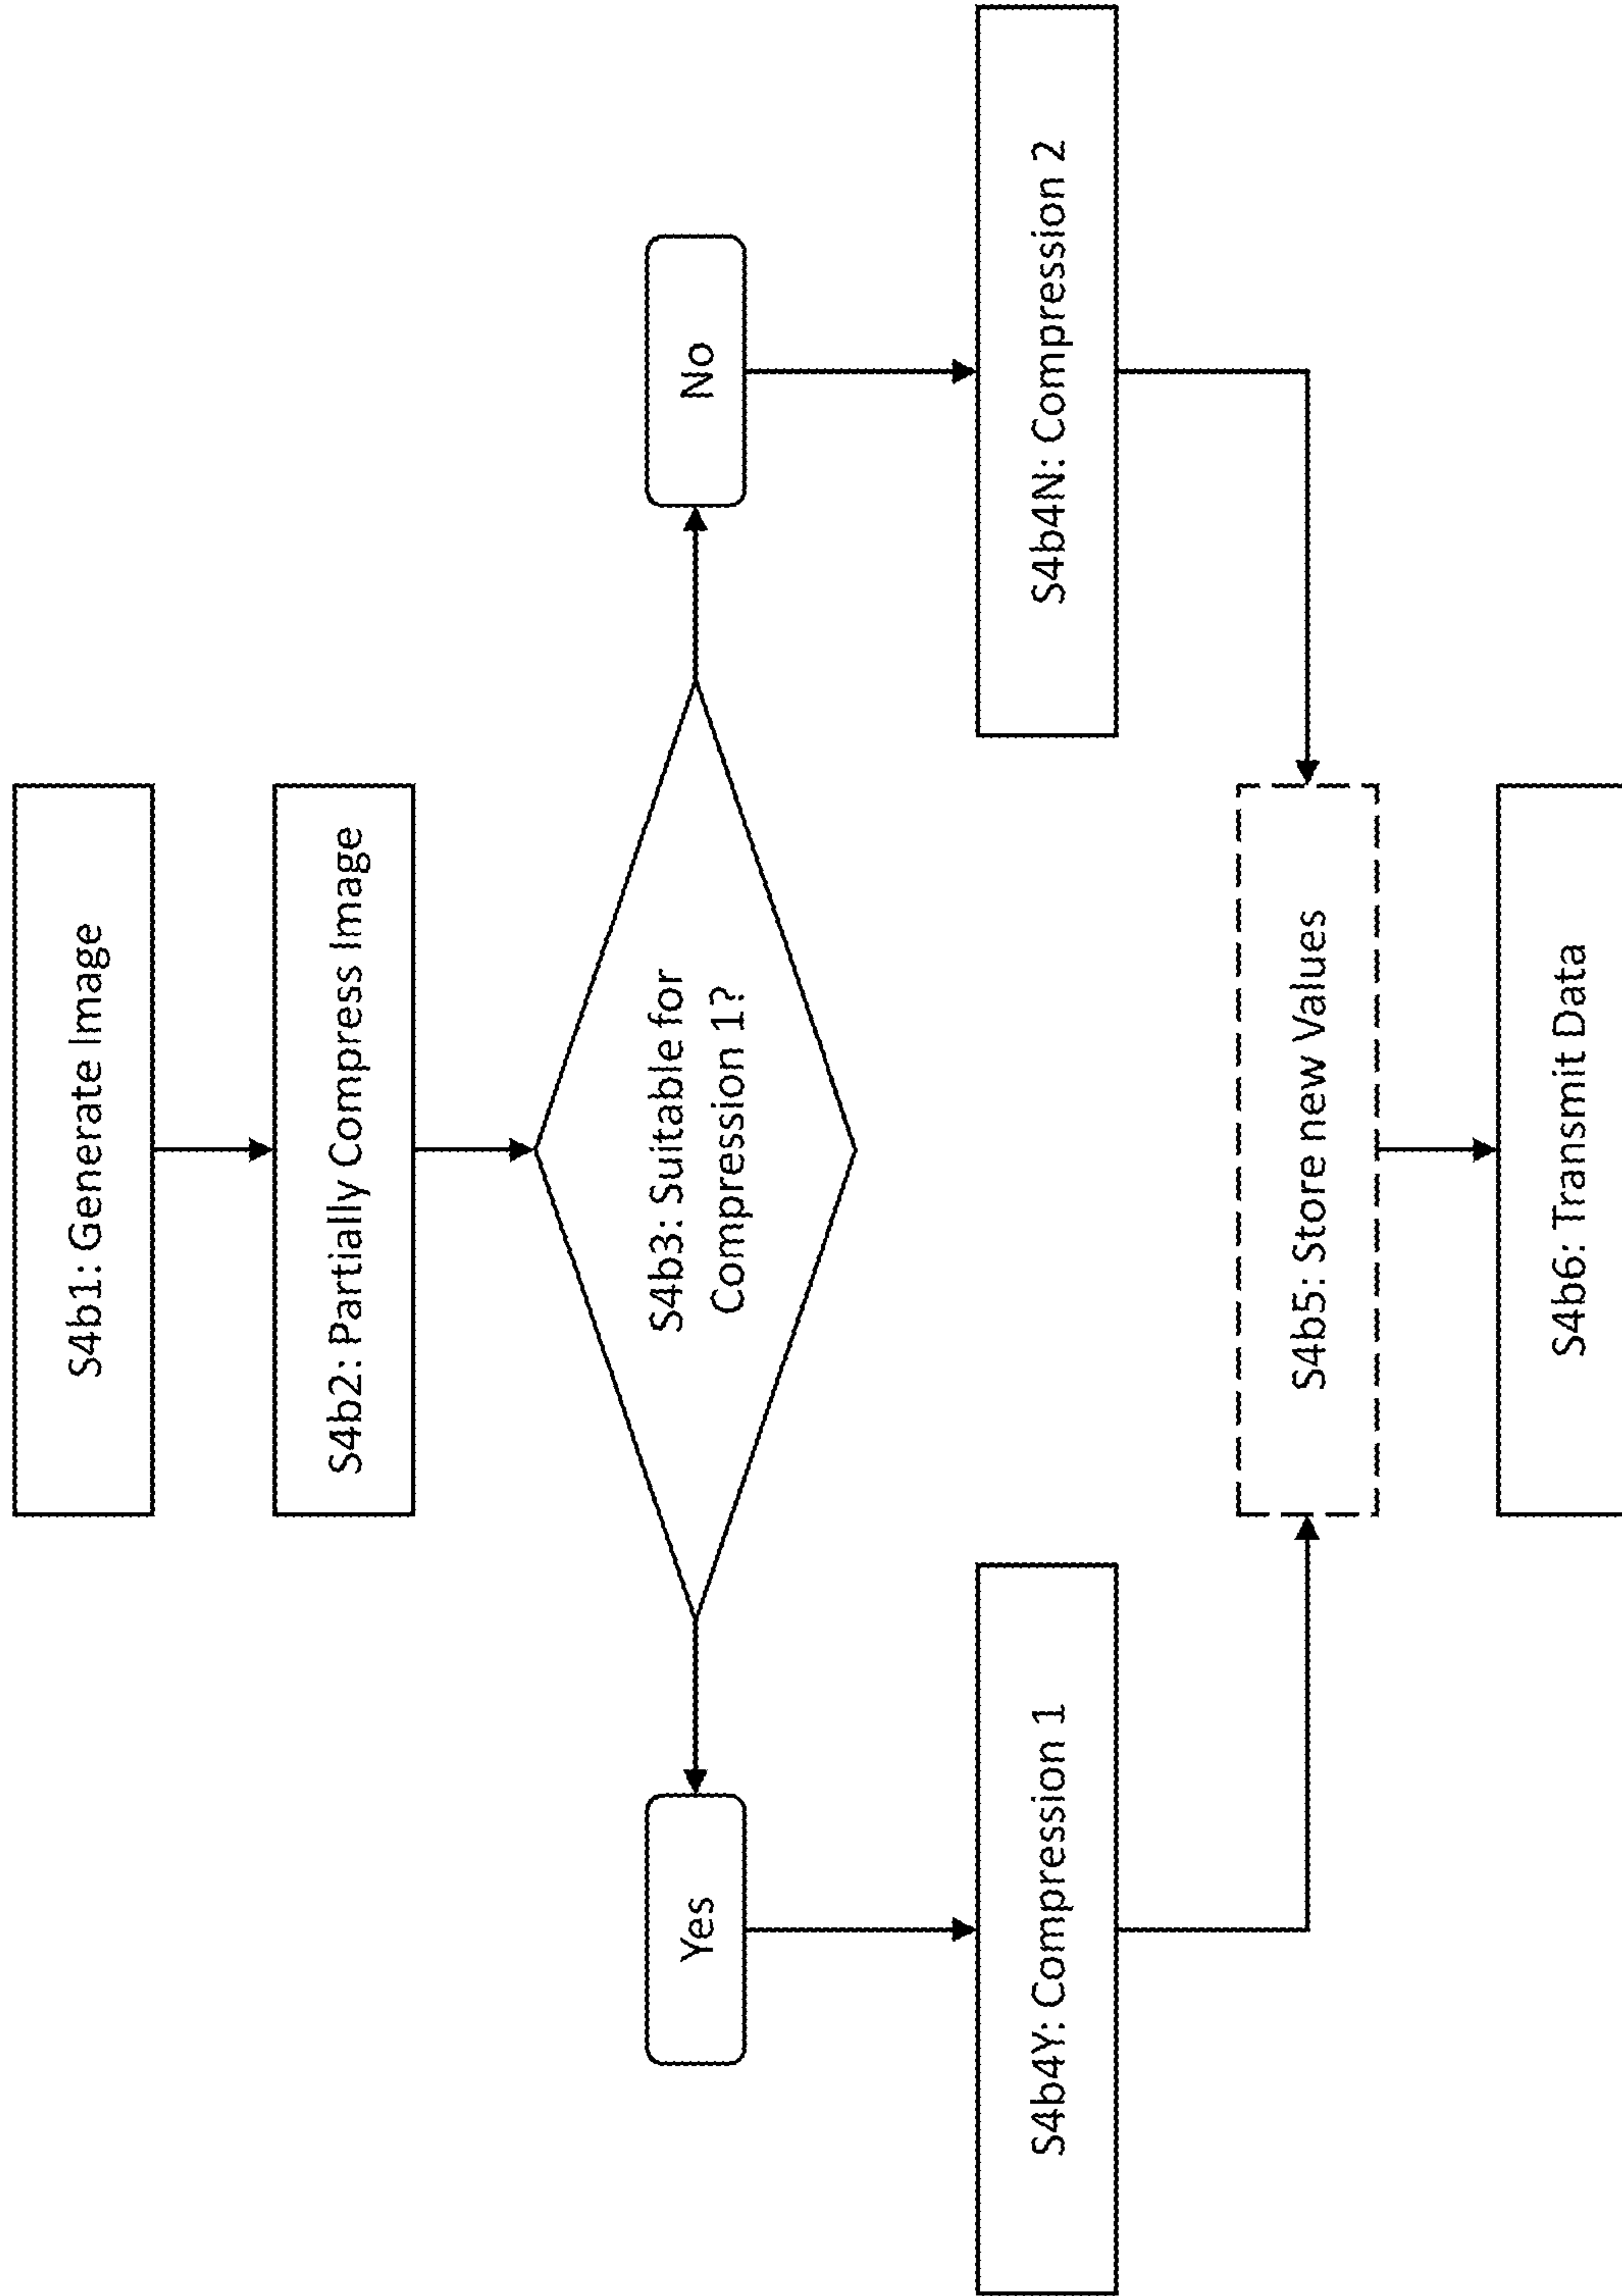 S4b1: Generate Image
S4b2: Partially Compress Image
S4b3: Suitable for
Compression 1?
Yes
No
S4b4Y: Compression 1
S4b4N: Compression 2
S4b5: Store new Values
S4b6: Transmit Data